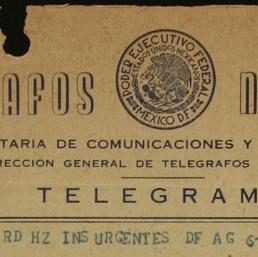 PODER EJECUTIVO FEDERAL
ESTADOS UNIDOS MEXICANOS
MEXICO D.F.
AFOS N
TARIA DE COMUNICACIONES Y
RECCION GENERAL DE TELEGRAFOS
TELEGRAM
RD HZ INSURGENTES DF AG 6